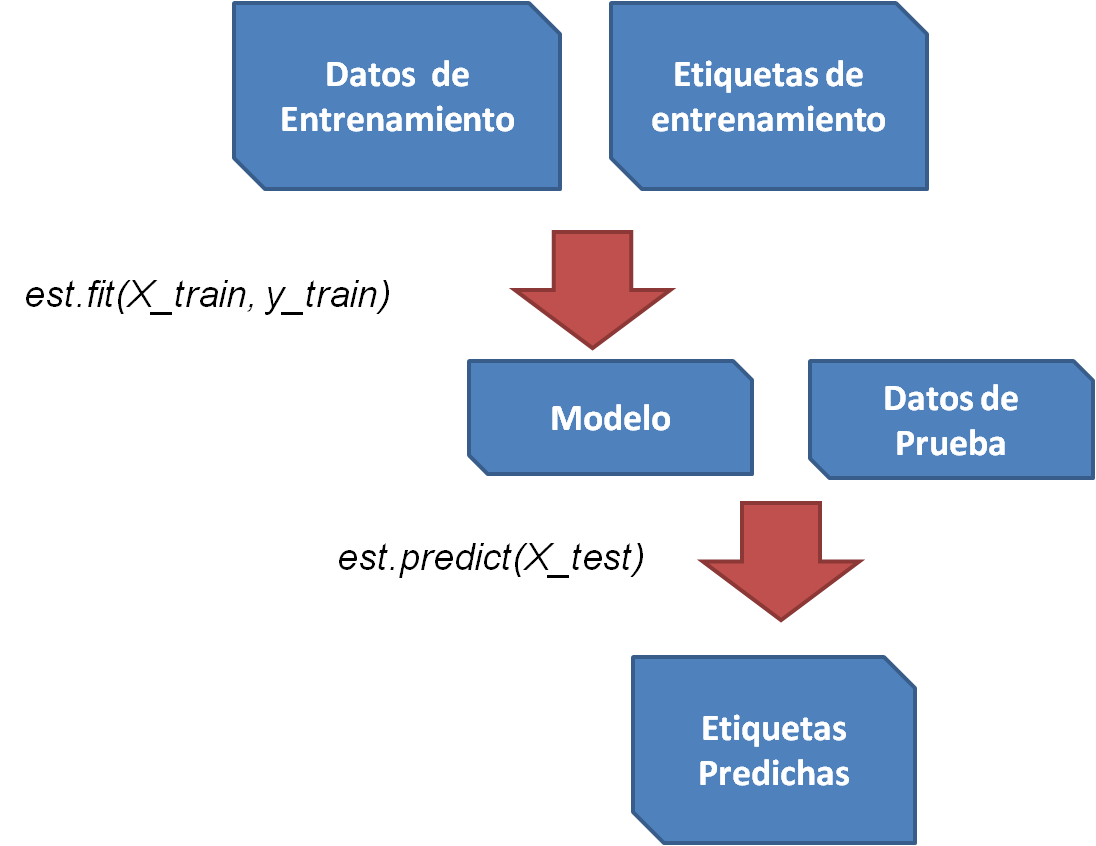 Datos de
Entrenamiento
Etiquetas de
entrenamiento
est.fit(X_train, y_train)
Modelo
Datos de
Prueba
est.predict(X_test)
Etiquetas
Predichas